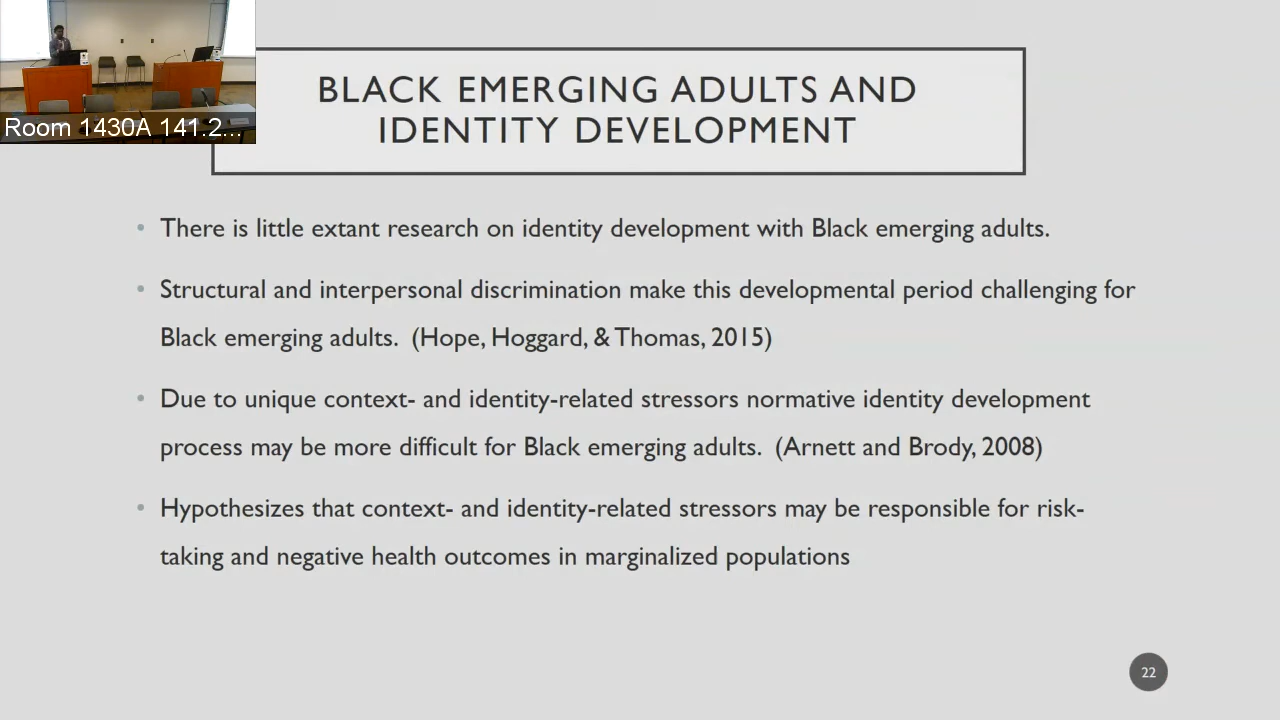 Room 1430A 141.2...
BLACK EMERGING ADULTS AND
IDENTITY DEVELOPMENT
• There is little extant research on identity development with Black emerging adults.
• Structural and interpersonal discrimination make this developmental period challenging for
Black emerging adults. (Hope, Hoggard, & Thomas, 2015)
• Due to unique context- and identity-related stressors normative identity development
process may be more difficult for Black emerging adults. (Arnett and Brody, 2008)
• Hypothesizes that context- and identity-related stressors may be responsible for risk-
taking and negative health outcomes in marginalized populations
22